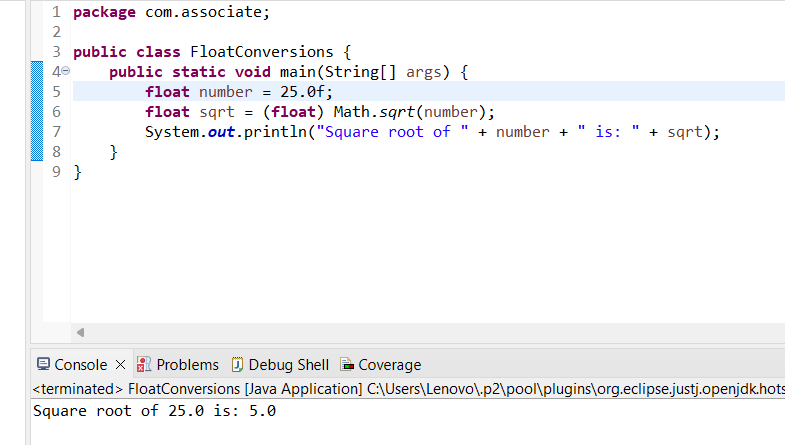 1 package com.associate;
2
3 public class FloatConversions {
4 public static void main(String[] args) {
5 float number = 25.0f;
6 float sqrt = (float) Math.sqrt(number);
7 System.out.println("Square root of " + number + " is: " + sqrt);
8 }
9 }
Console Problems Debug Shell Coverage
<terminated> FloatConversions [Java Application] C:\Users\Lenovo\.p2\pool\plugins\org.eclipse.justj.openjdk.hots
Square root of 25.0 is: 5.0